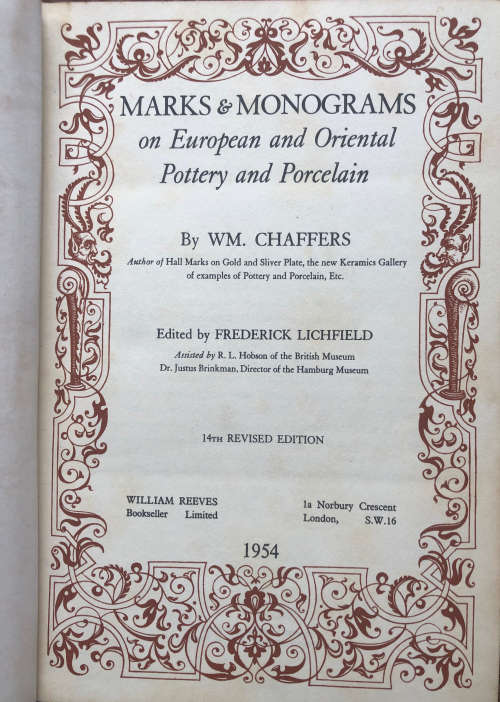 MARKS & MONOGRAMS
on European and Oriental
Pottery and Porcelain
By WM. CHAFFERS
Author of Hall Marks on Gold and Sliver Plate, the new Keramics Gallery
of examples of Pottery and Porcelain, Etc.
Edited by FREDERICK LICHFIELD
Assisted by R. L. Hobson of the British Museum
Dr. Justus Brinkman, Director of the Hamburg Museum
14TH REVISED EDITION
WILLIAM REEVES
Bookseller Limited
1a Norbury Crescent
London, S.W.16
1954